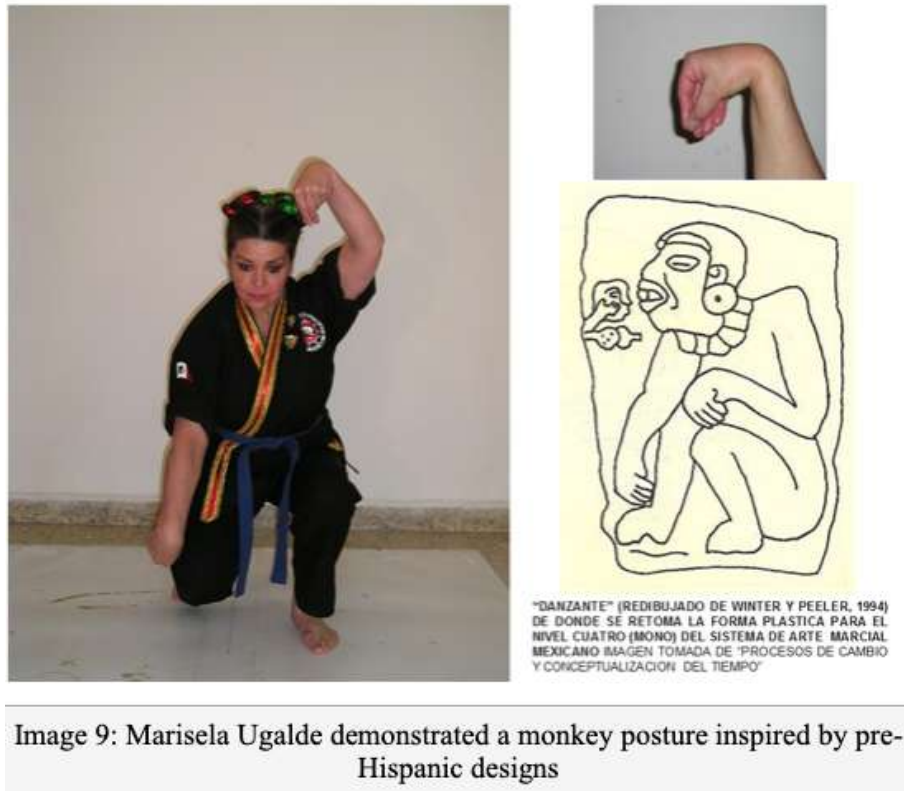 "DANZANTE" (REDIBUJADO DE WINTER Y PEELER, 1994)
DE DONDE SE RETOMA LA FORMA PLASTICA PARA EL
NIVEL CUATRO (MONO) DEL SISTEMA DE ARTE MARCIAL
MEXICANO IMAGEN TOMADA DE "PROCESOS DE CAMBIO
Y CONCEPTUALIZACION DEL TIEMPO"
Image 9: Marisela Ugalde demonstrated a monkey posture inspired by pre-
Hispanic designs